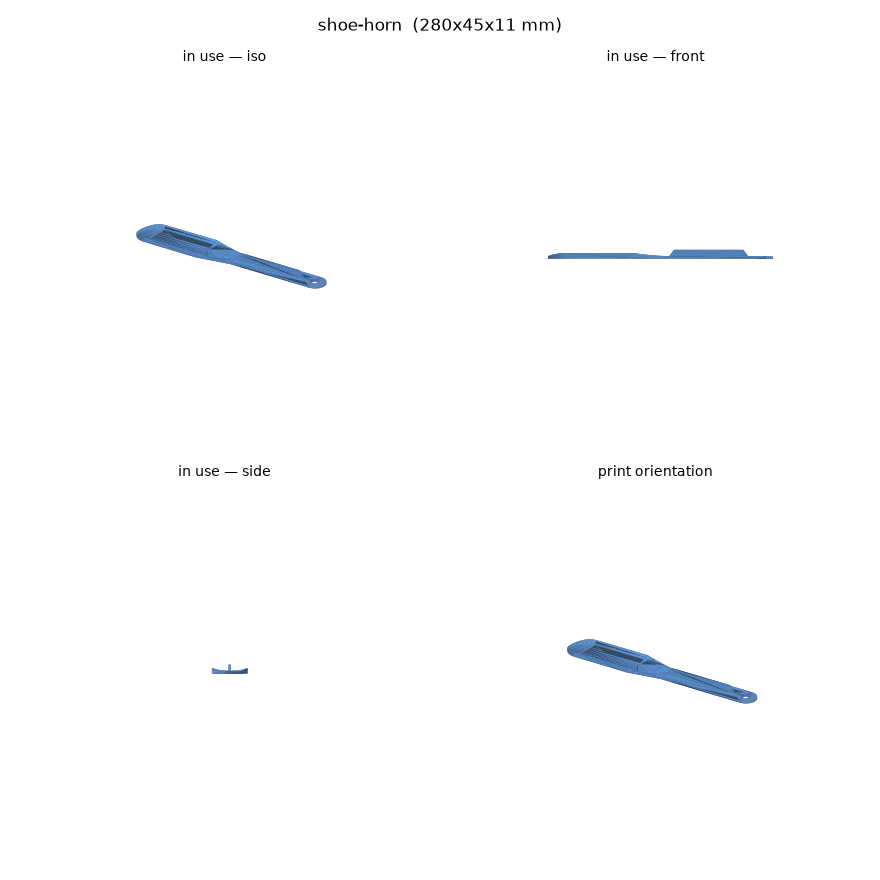 shoe-horn (280x45x11 mm)
in use — iso
in use — front
in use — side
print orientation